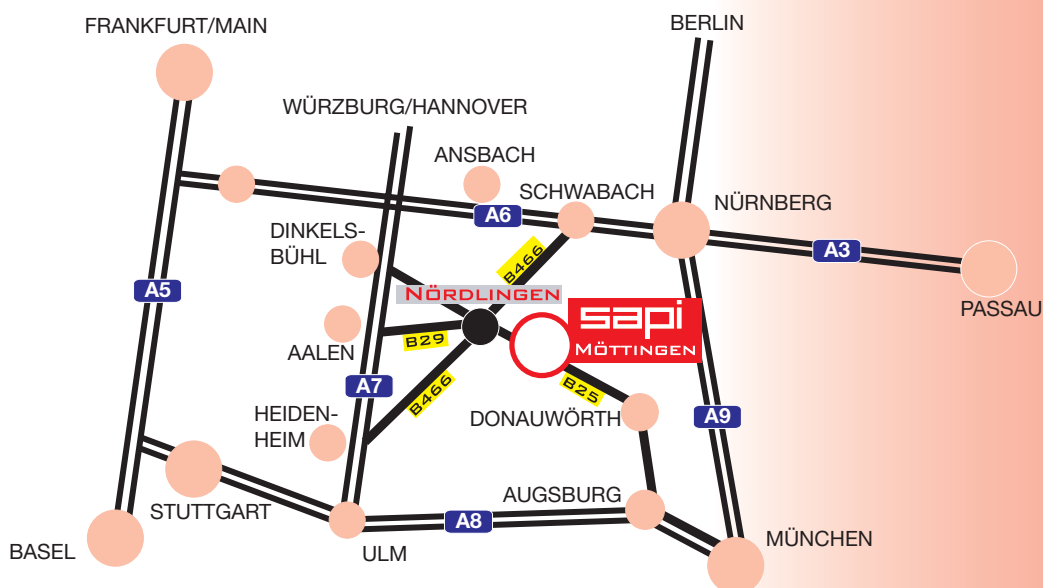 BERLIN
FRANKFURT/MAIN
WÜRZBURG/HANNOVER
ANSBACH
SCHWABACH
NÜRNBERG
A6
DINKELS-
BÜHL
B466
A3
A5
NÖRDLINGEN
PASSAU
sapi
MÖTTINGEN
B29
AALEN
A7
B466
B25
HEIDEN-
HEIM
DONAUWÖRTH
A9
AUGSBURG
STUTTGART
A8
MÜNCHEN
BASEL
ULM